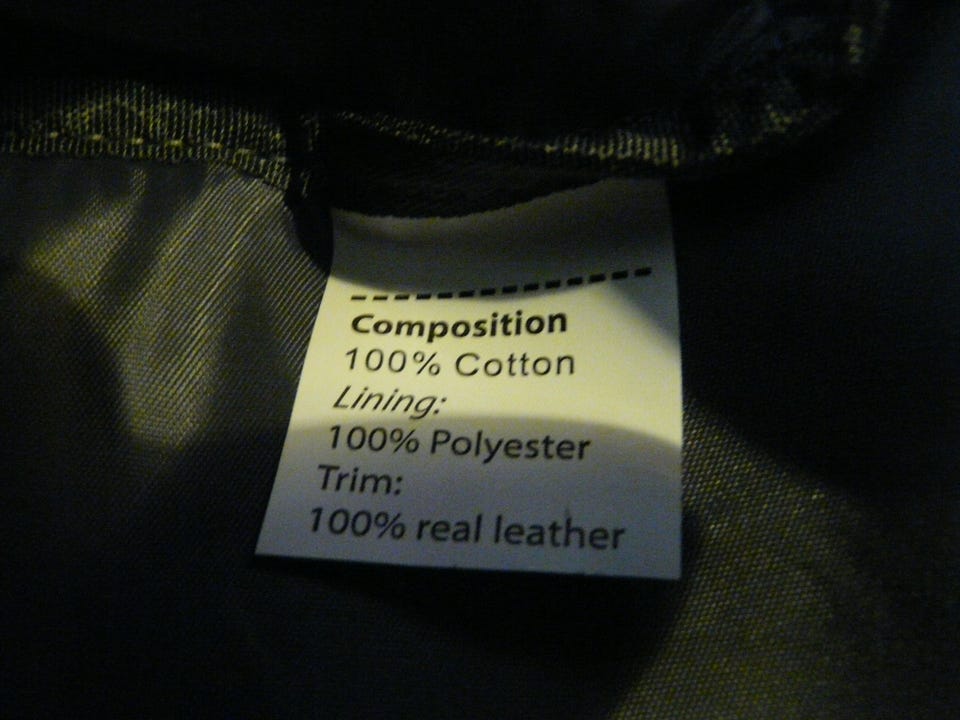 Composition
100% Cotton
Lining:
100% Polyester
Trim:
100% real leather